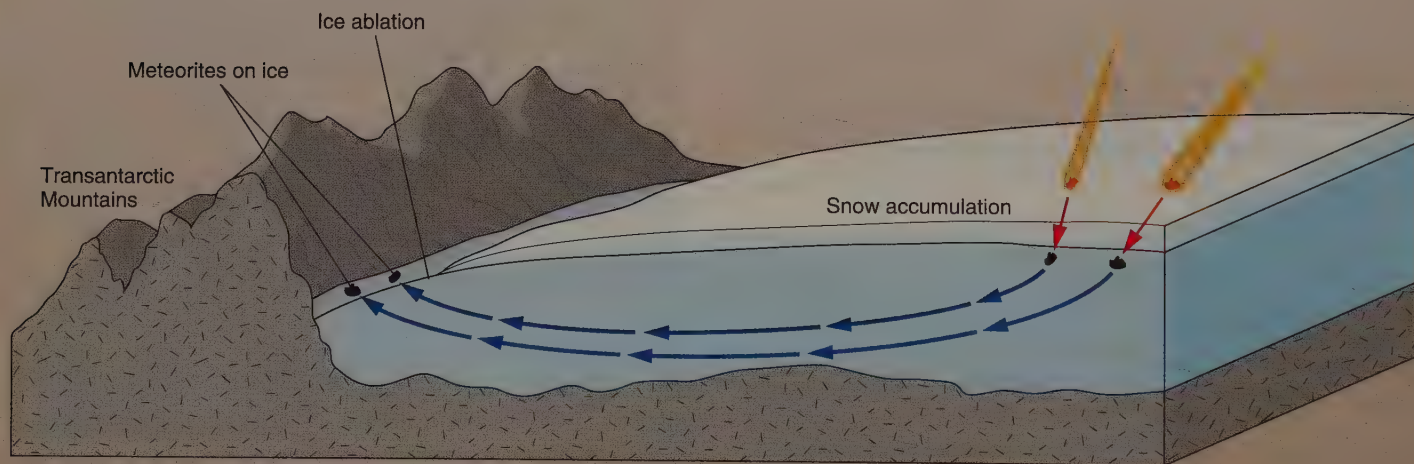 Ice ablation
Meteorites on ice
Transantarctic
Mountains
Snow accumulation